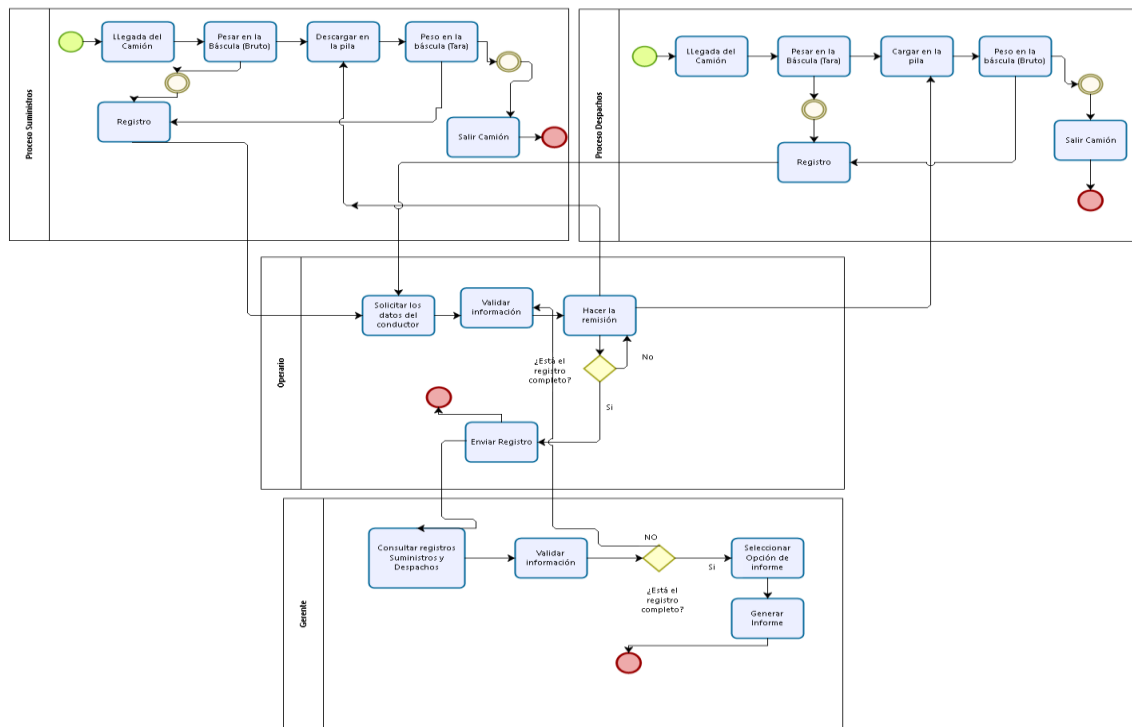 Proceso Suministros
LLegada del
Camión
Pesar en la
Báscula (Bruto)
Descargar en
la pila
Peso en la
báscula (Tara)
Registro
Salir Camión
Proceso Despachos
LLegada del
Camión
Pesar en la
Báscula (Tara)
Cargar en la
pila
Peso en la
báscula (Bruto)
Registro
Salir Camión
Operario
Solicitar los
datos del
conductor
Validar
información
Hacer la
remisión
¿Está el
registro
completo?
No
Si
Enviar Registro
Gerente
Consultar registros
Suministros y
Despachos
Validar
información
NO
¿Está el
registro
completo?
Si
Seleccionar
Opción de
informe
Generar
Informe